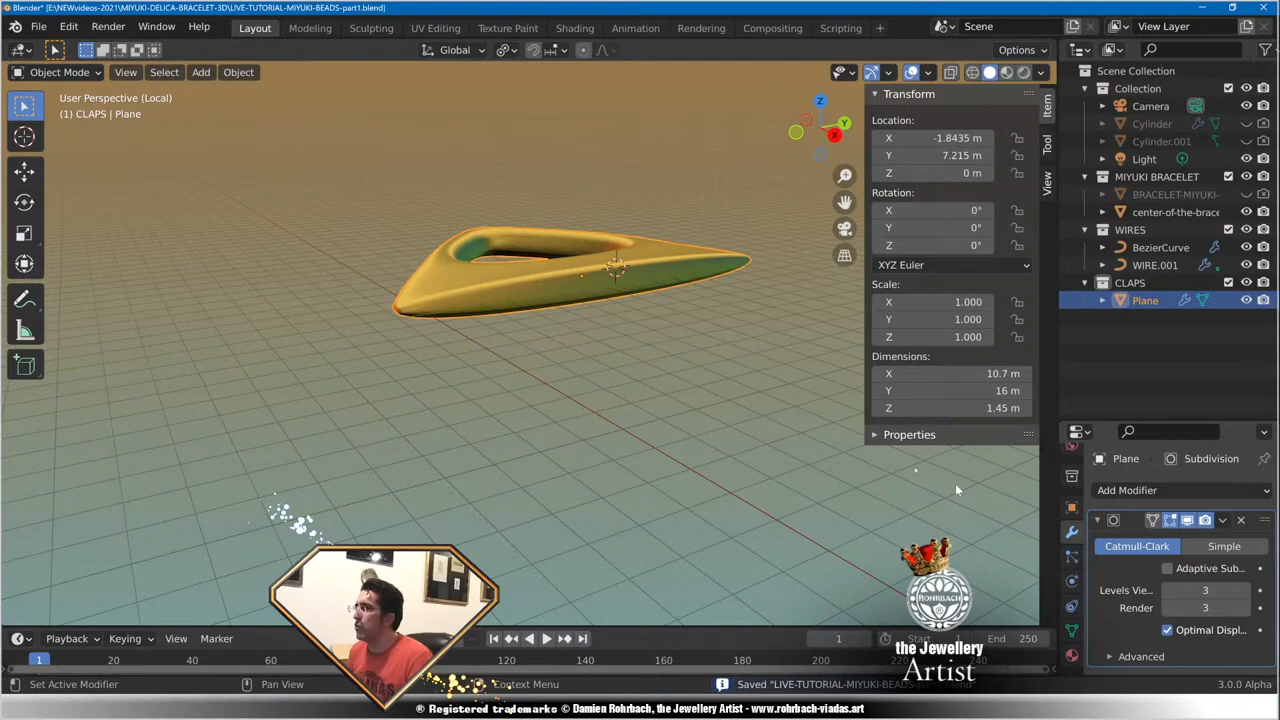 Blender* [E:\NEWvideos-2021\MIYUKI-DELICA-BRACELET-3D\LIVE-TUTORIAL-MIYUKI-BEADS-part1.blend]
File Edit Render Window Help Layout Modeling Sculpting UV Editing Texture Paint Shading Animation Rendering Compositing Scripting + Scene View Layer
Global Options
Object Mode View Select Add Object
User Perspective (Local)
(1) CLAPS | Plane
Z
Y
X
Transform
Location:
X -1.8435 m
Y 7.215 m
Z 0 m
Rotation:
X 0°
Y 0°
Z 0°
XYZ Euler
Scale:
X 1.000
Y 1.000
Z 1.000
Dimensions:
X 10.7 m
Y 16 m
Z 1.45 m
Properties
Item
Tool
View
Scene Collection
Collection
Camera
Cylinder
Cylinder.001
Light
MIYUKI BRACELET
BRACELET-MIYUKI-
center-of-the-brace
WIRES
BezierCurve
WIRE.001
CLAPS
Plane
Plane Subdivision
Add Modifier
Catmull-Clark Simple
Adaptive Sub...
Levels Vie... 3
Render 3
Optimal Displ...
Advanced
ROHRBACH
the Jewellery
Artist
Playback Keying View Marker 1 Start 1 End 250
1 20 40 60 120 140 160 180 200 220 240
Set Active Modifier Pan View Context Menu Saved "LIVE-TUTORIAL-MIYUKI-BEADS-part1.blend" 3.0.0 Alpha
® Registered trademarks © Damien Rohrbach, the Jewellery Artist - www.rohrbach-viadas.art